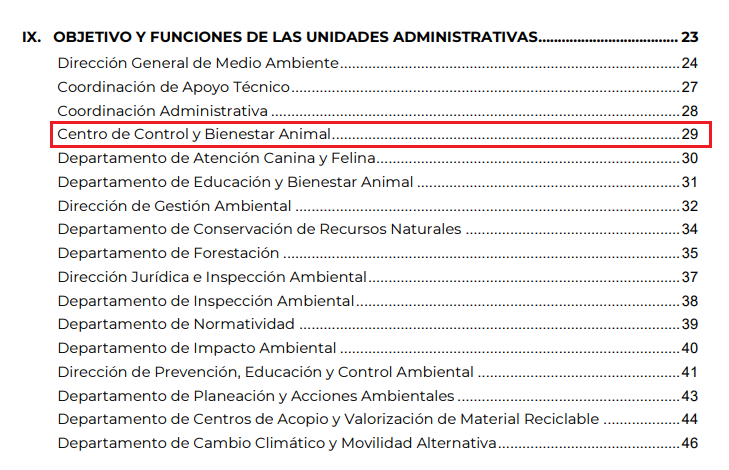 IX. OBJETIVO Y FUNCIONES DE LAS UNIDADES ADMINISTRATIVAS.................................. 23
Dirección General de Medio Ambiente.................................................................................24
Coordinación de Apoyo Técnico............................................................................................27
Coordinación Administrativa .................................................................................................28
Centro de Control y Bienestar Animal...................................................................................29
Departamento de Atención Canina y Felina.........................................................................30
Departamento de Educación y Bienestar Animal ................................................................31
Dirección de Gestión Ambiental ............................................................................................32
Departamento de Conservación de Recursos Naturales .....................................................34
Departamento de Forestación ...............................................................................................35
Dirección Jurídica e Inspección Ambiental...........................................................................37
Departamento de Inspección Ambiental..............................................................................38
Departamento de Normatividad ...........................................................................................39
Departamento de Impacto Ambiental ..................................................................................40
Dirección de Prevención, Educación y Control Ambiental ..................................................41
Departamento de Planeación y Acciones Ambientales.......................................................43
Departamento de Centros de Acopio y Valorización de Material Reciclable ....................44
Departamento de Cambio Climático y Movilidad Alternativa.............................................46